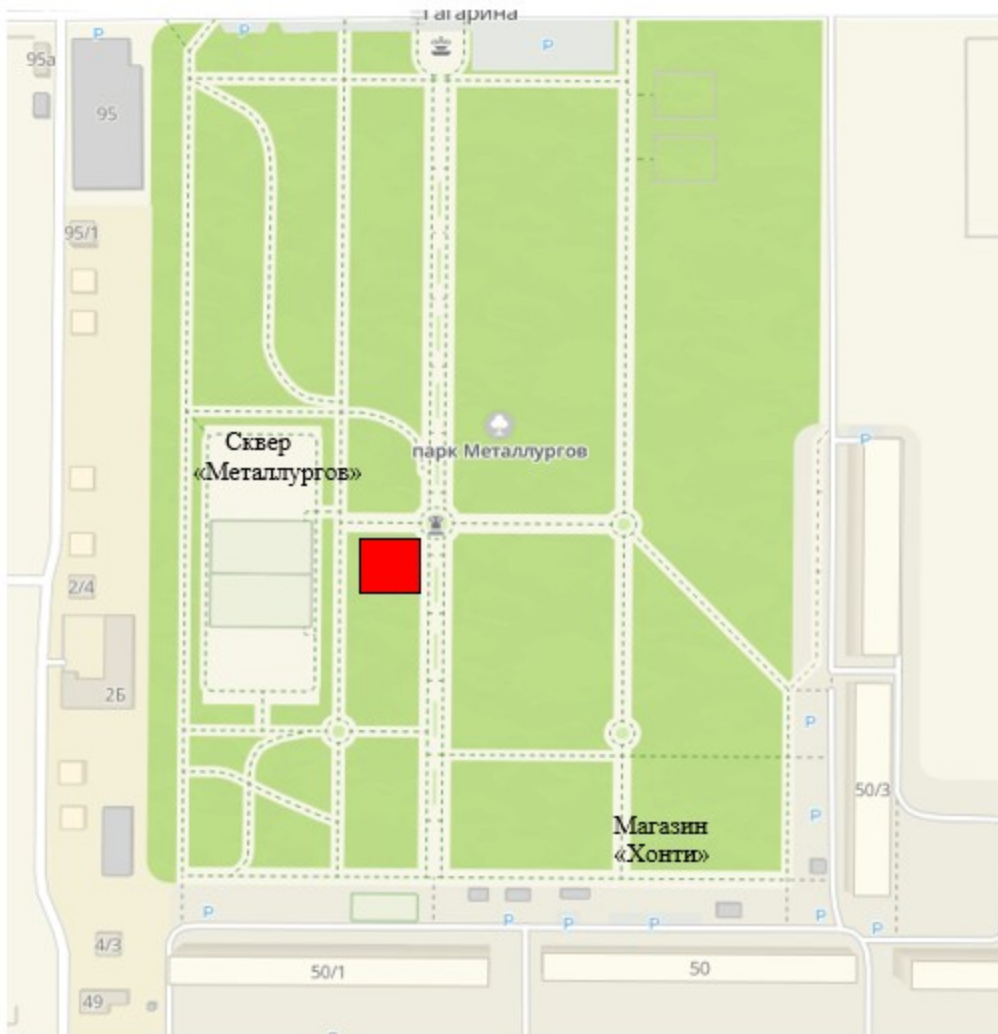 Гагарина
P
P
P
95а
95
95/1
Сквер
«Металлургов»
парк Металлургов
P
2/4
2Б
P
50/3
P
Магазин
«Хонти»
P
P
P
P
P
P
4/3
50/1
50
49